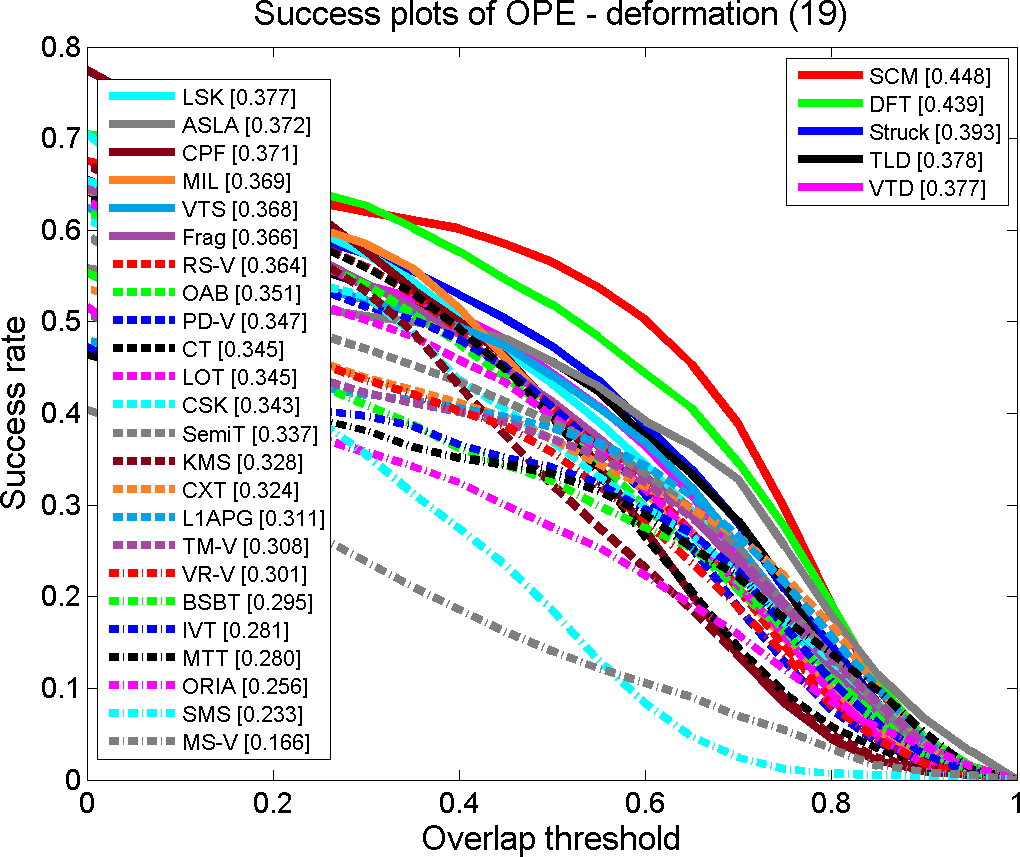 Success plots of OPE - deformation (19)
0.8
0.7
0.6
0.5
0.4
0.3
0.2
0.1
0
Success rate
LSK [0.377]
ASLA [0.372]
CPF [0.371]
MIL [0.369]
VTS [0.368]
Frag [0.366]
RS-V [0.364]
OAB [0.351]
PD-V [0.347]
CT [0.345]
LOT [0.345]
CSK [0.343]
SemiT [0.337]
KMS [0.328]
CXT [0.324]
L1APG [0.311]
TM-V [0.308]
VR-V [0.301]
BSBT [0.295]
IVT [0.281]
MTT [0.280]
ORIA [0.256]
SMS [0.233]
MS-V [0.166]
SCM [0.448]
DFT [0.439]
Struck [0.393]
TLD [0.378]
VTD [0.377]
0 0.2 0.4 0.6 0.8 1
Overlap threshold